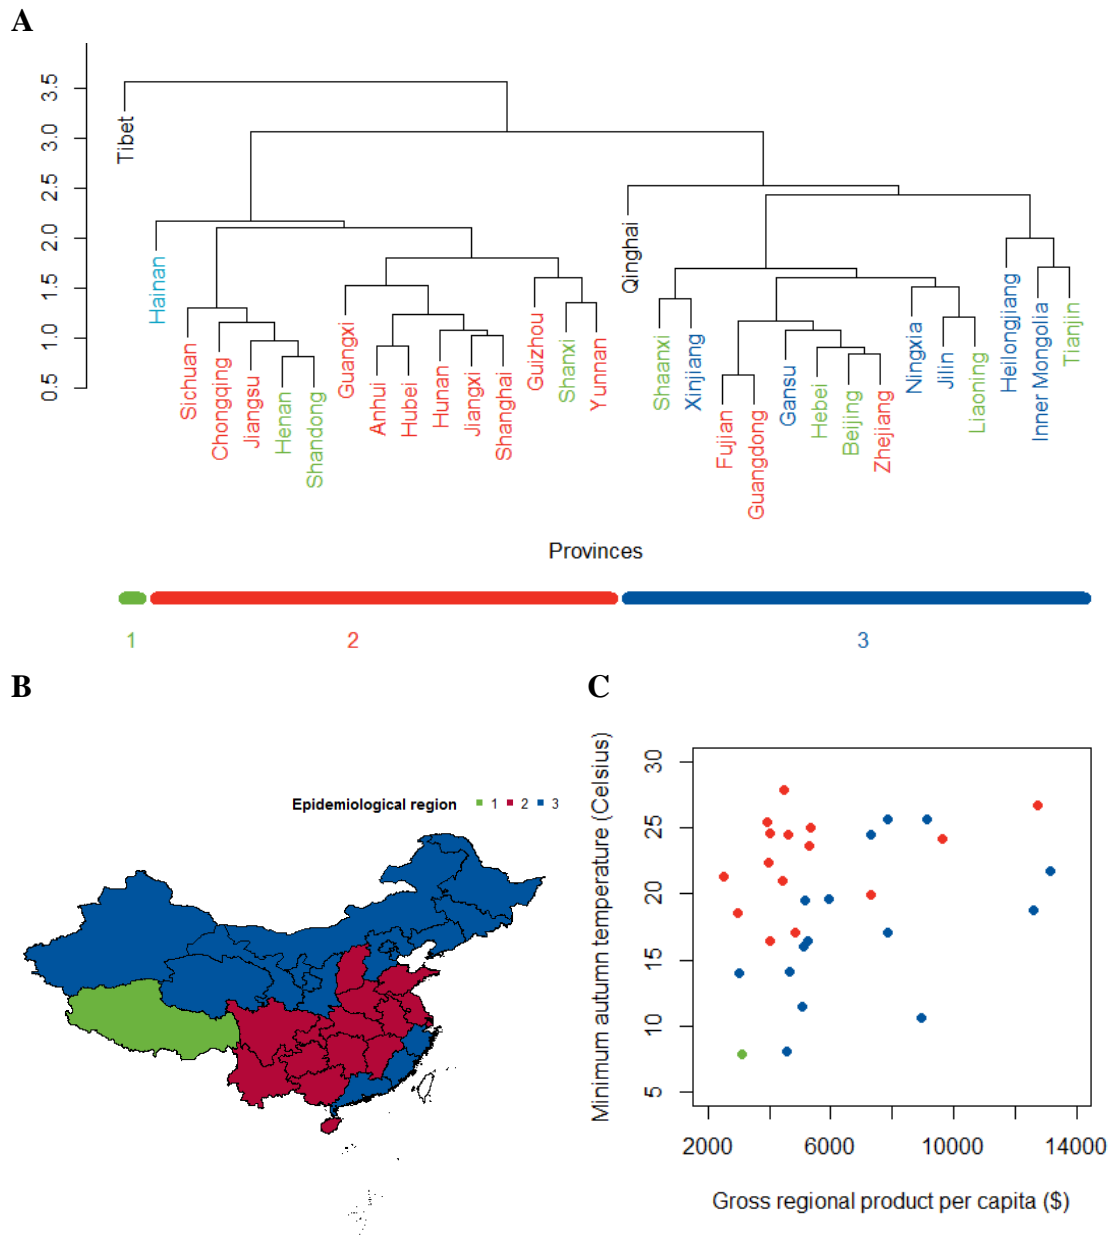 A
3.5
3.0
2.5
2.0
1.5
1.0
0.5
Tibet
Hainan
Sichuan
Chongqing
Jiangsu
Henan
Shandong
Guangxi
Anhui
Hubei
Hunan
Jiangxi
Shanghai
Guizhou
Shanxi
Yunnan
Qinghai
Shaanxi
Xinjiang
Fujian
Guangdong
Gansu
Hebei
Beijing
Zhejiang
Ningxia
Jilin
Liaoning
Heilongjiang
Inner Mongolia
Tianjin
Provinces
1 2 3
B
Epidemiological region 1 2 3
C
Minimum autumn temperature (Celsius)
30
25
20
15
10
5
2000 6000 10000 14000
Gross regional product per capita ($)